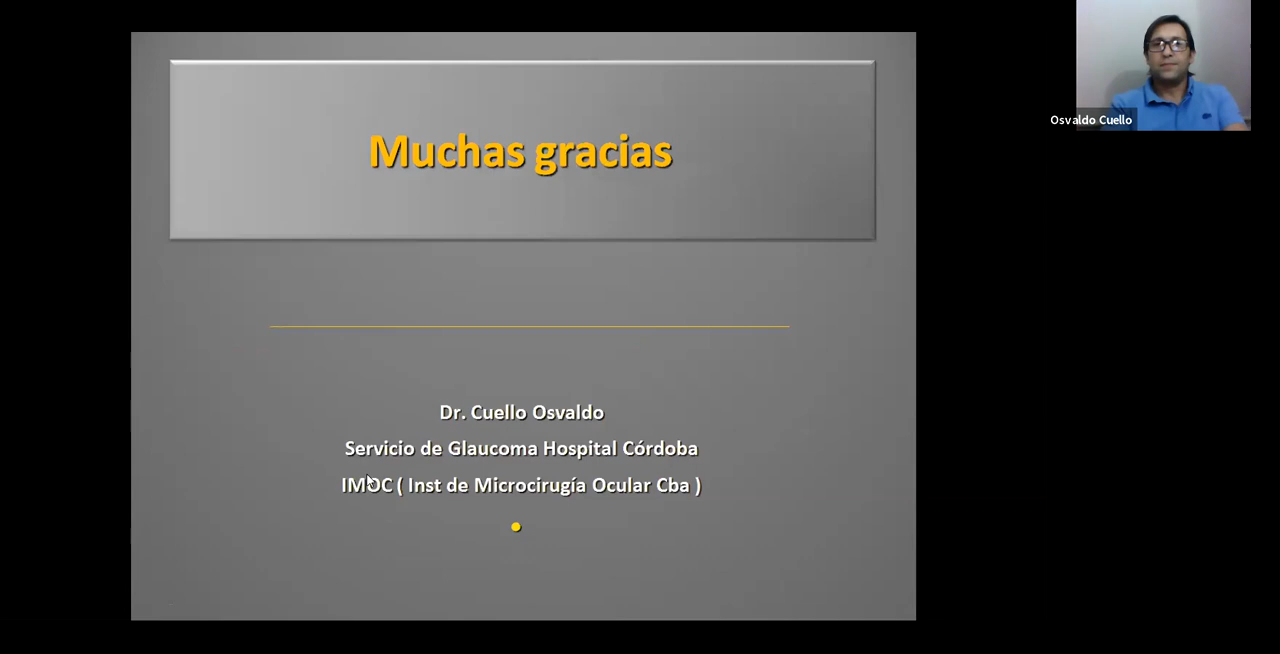 Muchas gracias
Osvaldo Cuello
Dr. Cuello Osvaldo
Servicio de Glaucoma Hospital Córdoba
IMOC ( Inst de Microcirugía Ocular Cba )